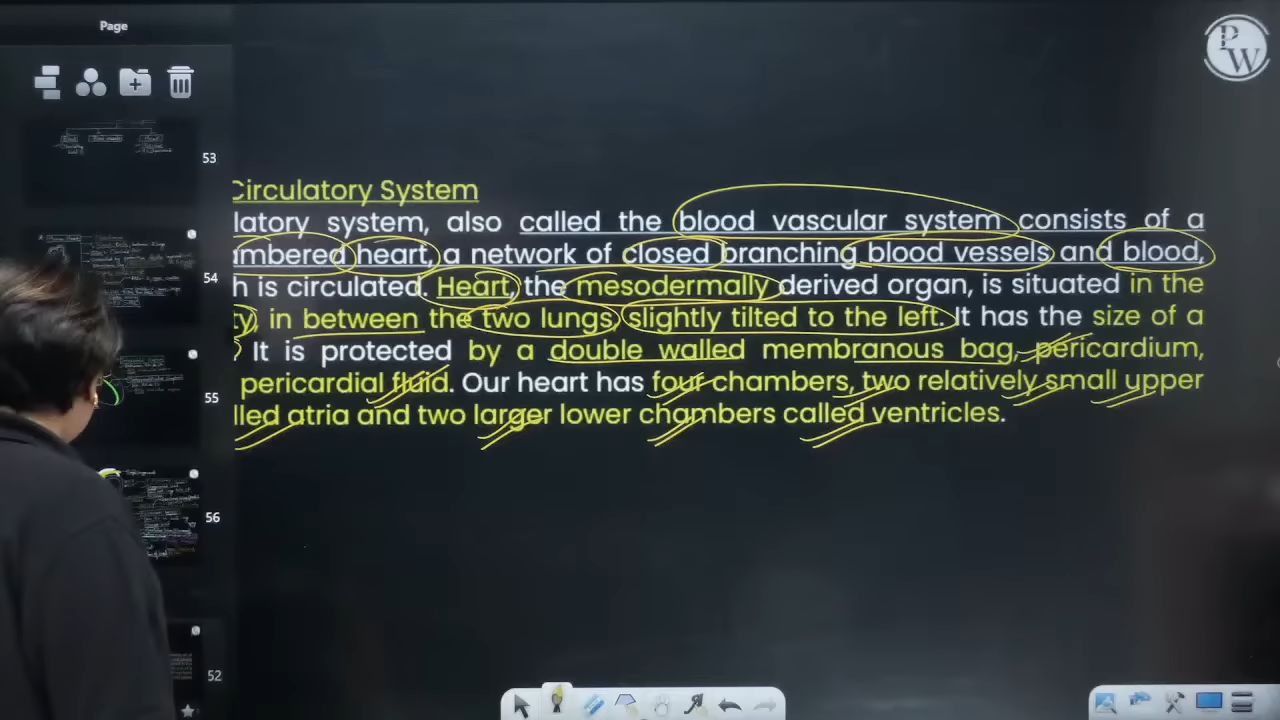 Page
PW
53
54
55
56
52
Circulatory System
latory system, also called the blood vascular system consists of a
ambered heart, a network of closed branching blood vessels and blood,
h is circulated. Heart, the mesodermally derived organ, is situated in the
ty, in between the two lungs, slightly tilted to the left. It has the size of a
It is protected by a double walled membranous bag, pericardium,
pericardial fluid. Our heart has four chambers, two relatively small upper
lled atria and two larger lower chambers called ventricles.